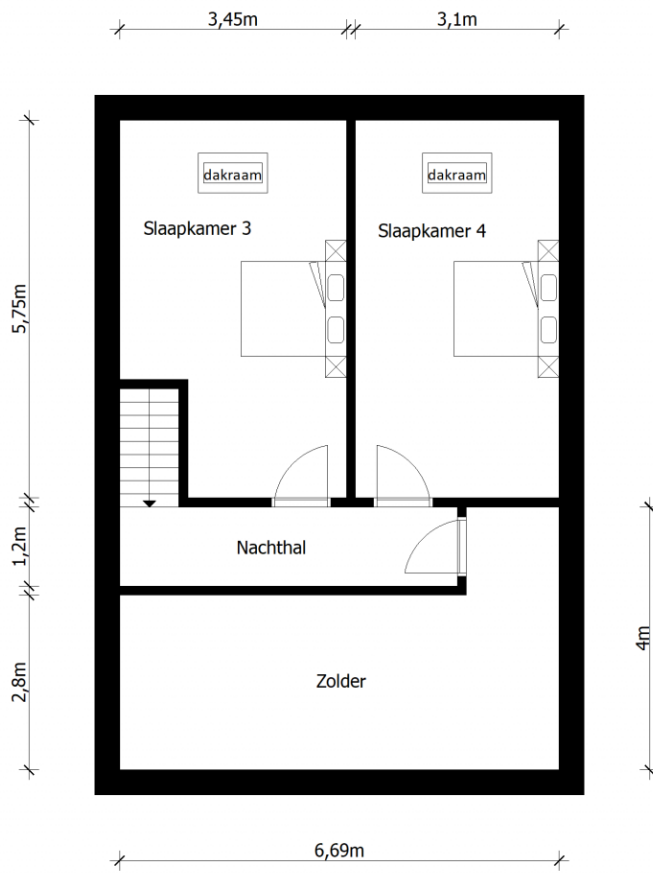 3,45m
3,1m
dakraam
dakraam
Slaapkamer 3
Slaapkamer 4
5,75m
Nachthal
1,2m
4m
Zolder
2,8m
6,69m